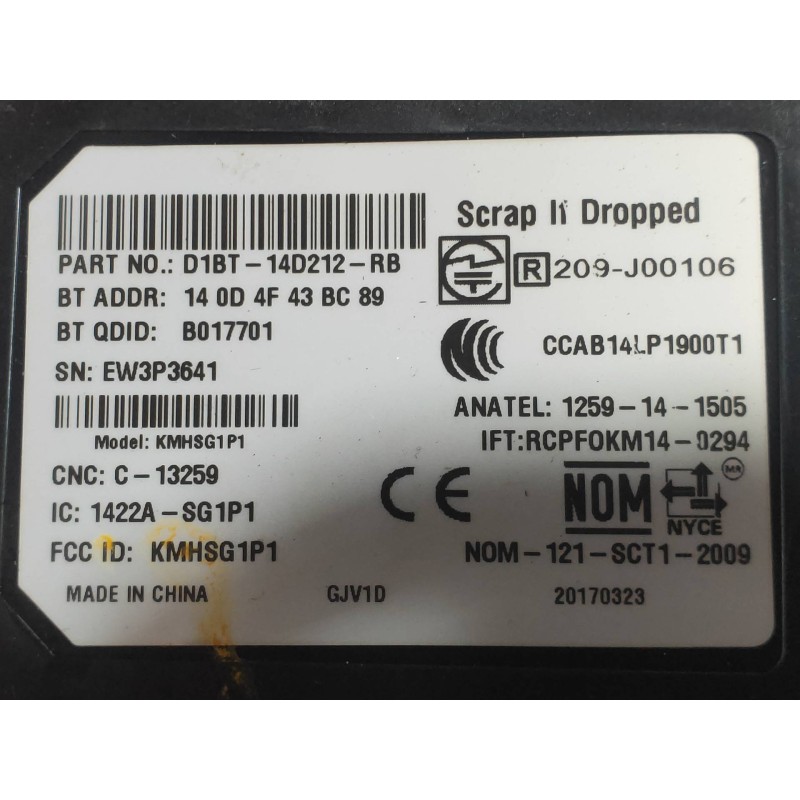 Scrap If Dropped
PART NO.: D1BT-14D212-RB
R 209-J00106
BT ADDR: 14 0D 4F 43 BC 89
BT QDID: B017701
CCAB14LP1900T1
SN: EW3P3641
ANATEL: 1259-14-1505
Model: KMHSG1P1
IFT:RCPFOKM14-0294
CNC: C-13259
CE
NOM
MR
NYCE
IC: 1422A-SG1P1
FCC ID: KMHSG1P1
NOM-121-SCT1-2009
MADE IN CHINA
GJV1D
20170323